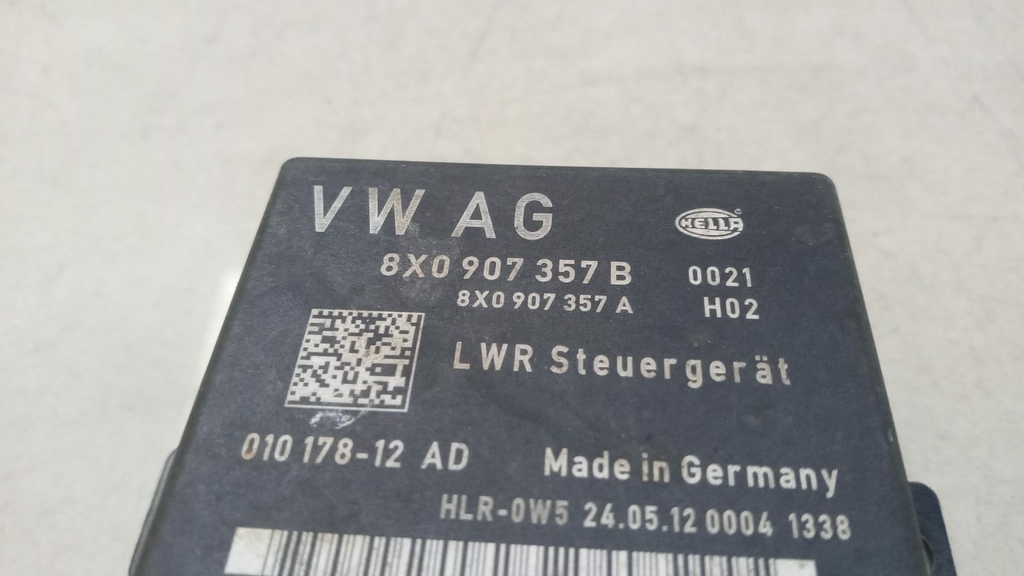 VW AG
HELLA
8X0 907 357 B 0021
8X0 907 357 A H02
LWR Steuergerät
010 178-12 AD
Made in Germany
HLR-0W5 24.05.12 0004 1338